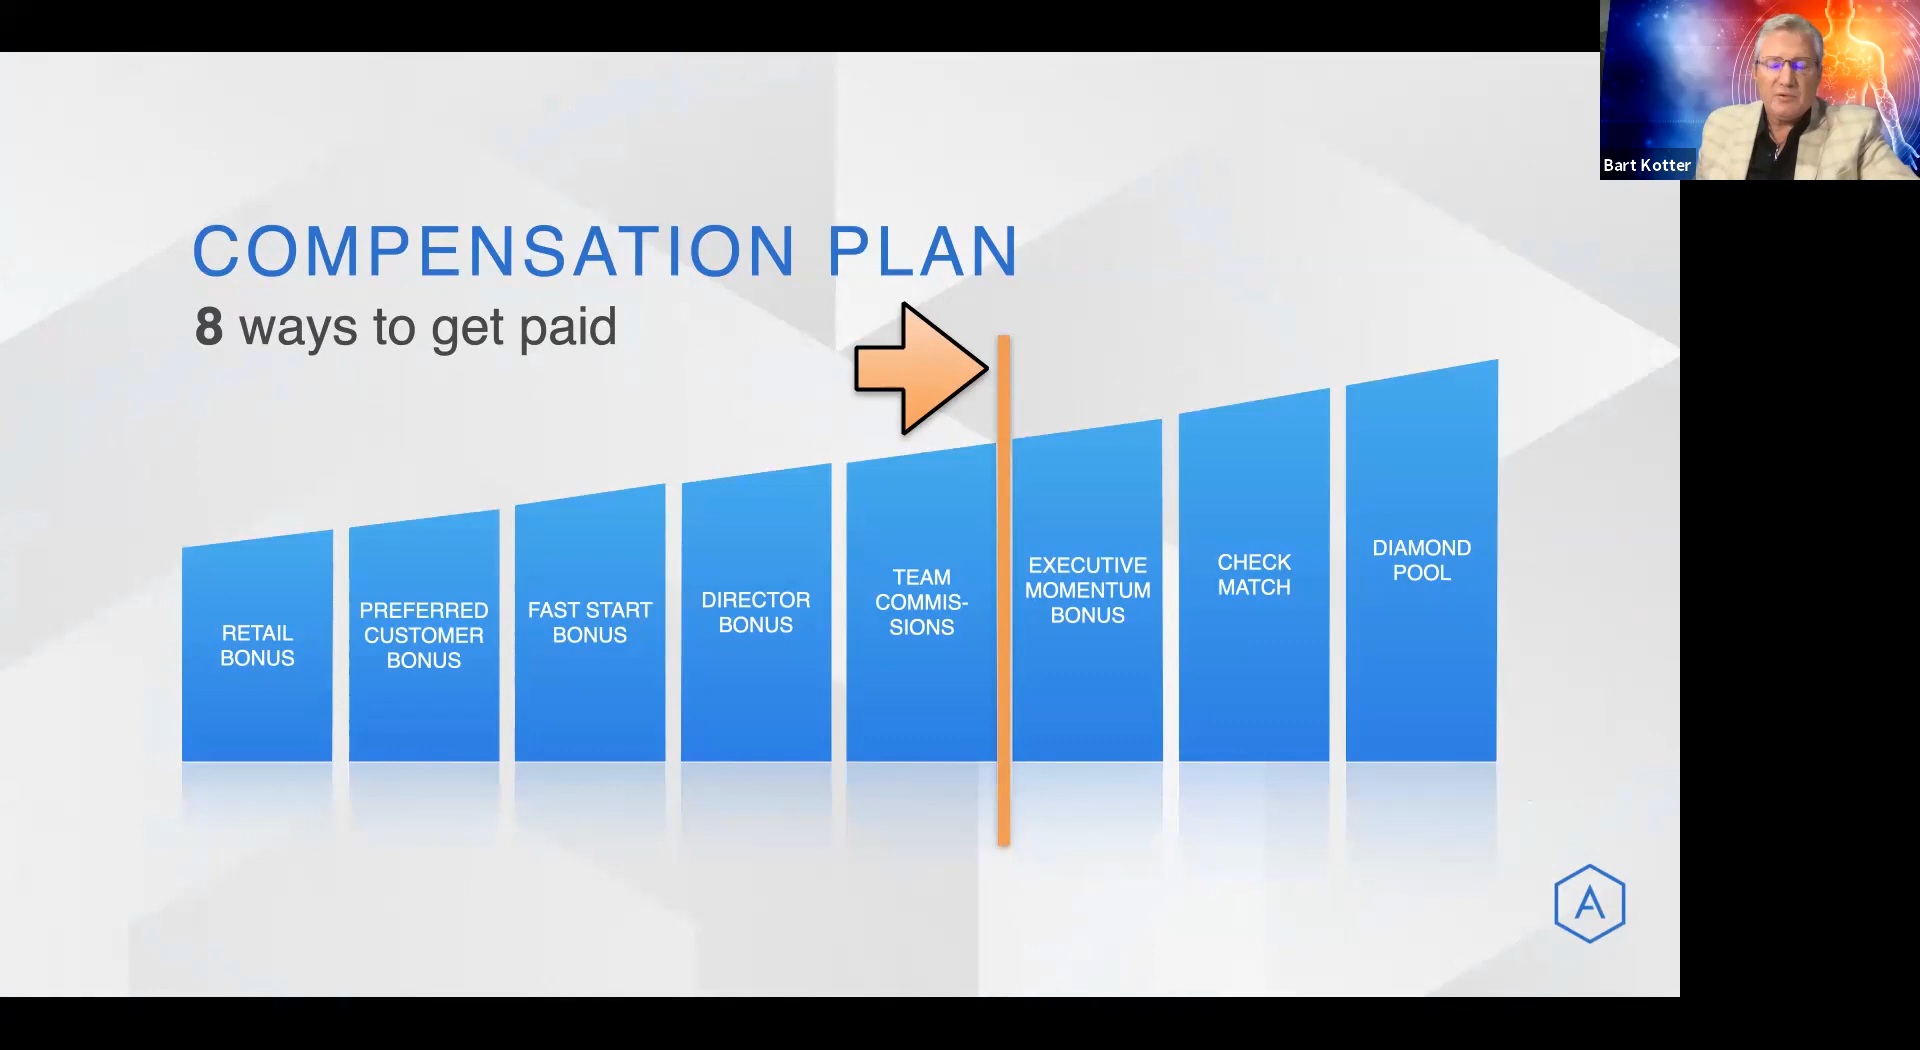 Bart Kotter
COMPENSATION PLAN
8 ways to get paid
RETAIL
BONUS
PREFERRED
CUSTOMER
BONUS
FAST START
BONUS
DIRECTOR
BONUS
TEAM
COMMIS-
SIONS
EXECUTIVE
MOMENTUM
BONUS
CHECK
MATCH
DIAMOND
POOL
A